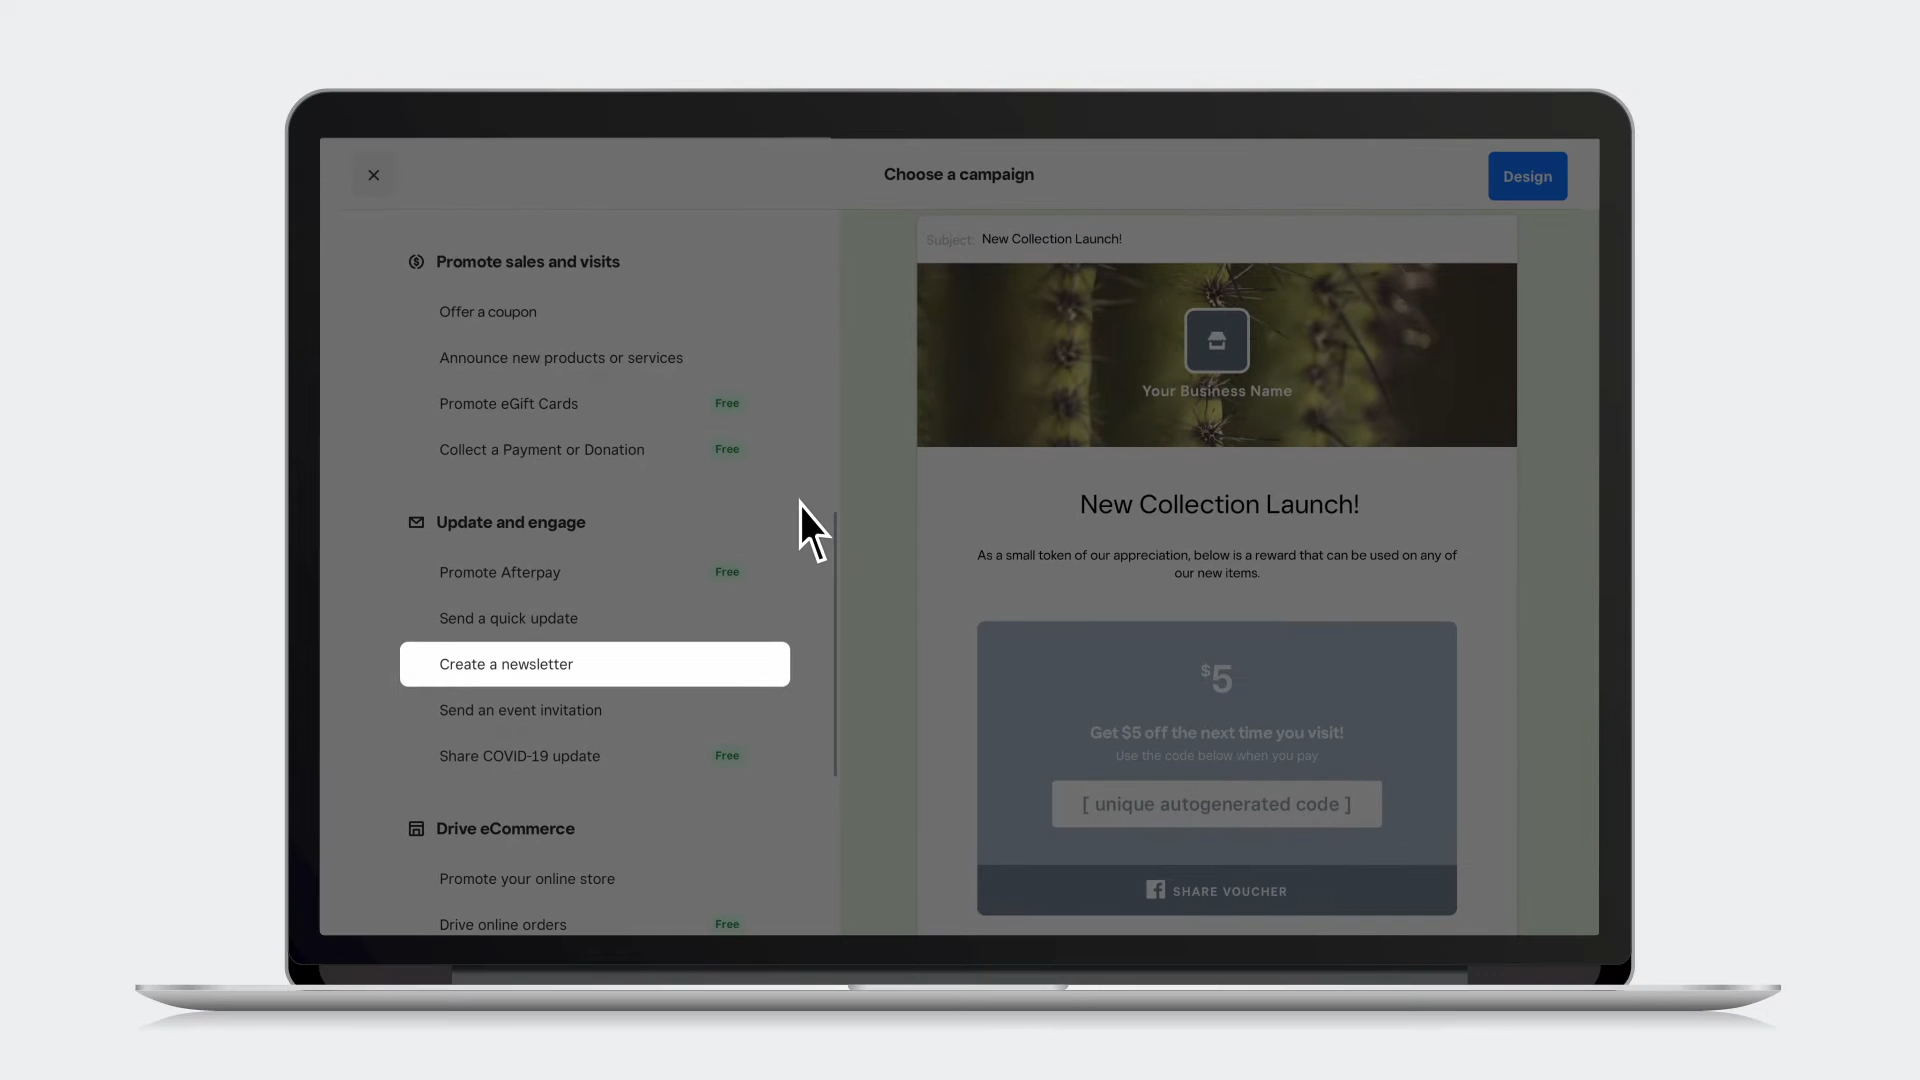 Choose a campaign
Design
Promote sales and visits
Offer a coupon
Announce new products or services
Promote eGift Cards Free
Collect a Payment or Donation Free
Update and engage
Promote Afterpay Free
Send a quick update
Create a newsletter
Send an event invitation
Share COVID-19 update Free
Drive eCommerce
Promote your online store
Drive online orders Free
Subject: New Collection Launch!
Your Business Name
New Collection Launch!
As a small token of our appreciation, below is a reward that can be used on any of
our new items.
$5
Get $5 off the next time you visit!
Use the code below when you pay
[ unique autogenerated code ]
SHARE VOUCHER